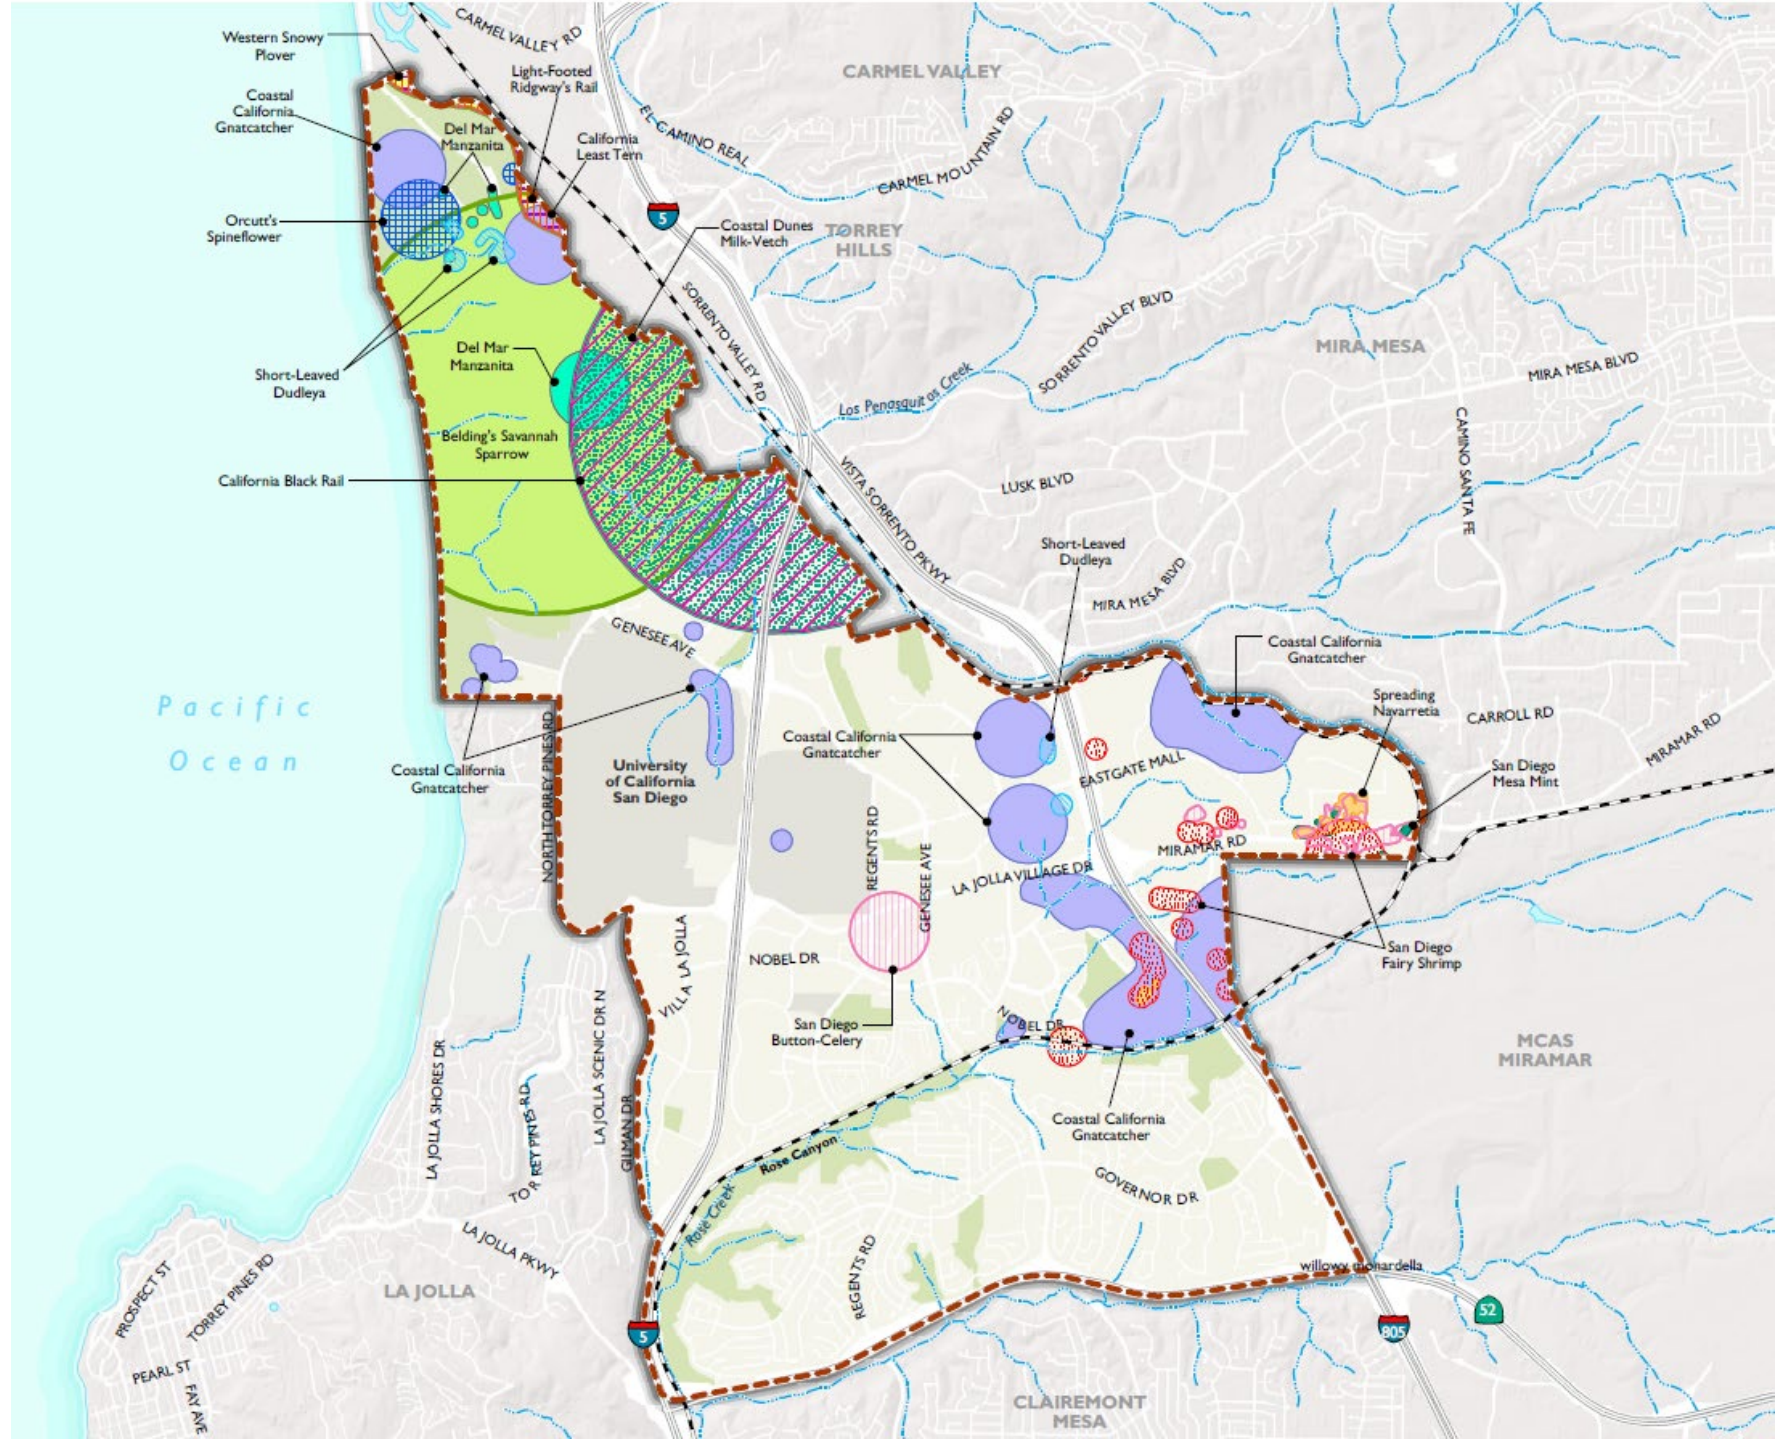 CARMEL VALLEY RD
Western Snowy
Plover
Light-Footed
Ridgway's Rail
CARMEL VALLEY
Coastal
California
Gnatcatcher
Del Mar
Manzanita
California
Least Tern
EL CAMINO REAL
CARMEL MOUNTAIN RD
5
Orcutt's
Spineflower
Coastal Dunes
Milk-Vetch
TORREY
HILLS
SORRENTO VALLEY RD
SORRENTO VALLEY BLVD
MIRA MESA
MIRA MESA BLVD
Del Mar
Manzanita
Short-Leaved
Dudleya
Los Penasquitos Creek
CAMINO SANTA FE
Belding's Savannah
Sparrow
California Black Rail
VISTA SORRENTO PKWY
LUSK BLVD
Short-Leaved
Dudleya
MIRA MESA BLVD
GENESEE AVE
Coastal California
Gnatcatcher
Spreading
Navarretia
CARROLL RD
MIRAMAR RD
Pacific
Ocean
NORTH TORREY PINES RD
Coastal California
Gnatcatcher
University
of California
San Diego
Coastal California
Gnatcatcher
EASTGATE MALL
San Diego
Mesa Mint
REGENTS RD
GENESEE AVE
MIRAMAR RD
LA JOLLA VILLAGE DR
VILLA LA JOLLA
NOBEL DR
San Diego
Fairy Shrimp
San Diego
Button-Celery
NOBEL DR
LA JOLLA SHORES DR
TORREY PINES RD
LA JOLLA SCENIC DR N
GILMAN DR
MCAS
MIRAMAR
Coastal California
Gnatcatcher
Rose Canyon
Rose Creek
GOVERNOR DR
LA JOLLA PKWY
REGENTS RD
willowy monardella
PROSPECT ST
TORREY PINES RD
LA JOLLA
5
805
52
PEARL ST
FAY AVE
CLAIREMONT
MESA